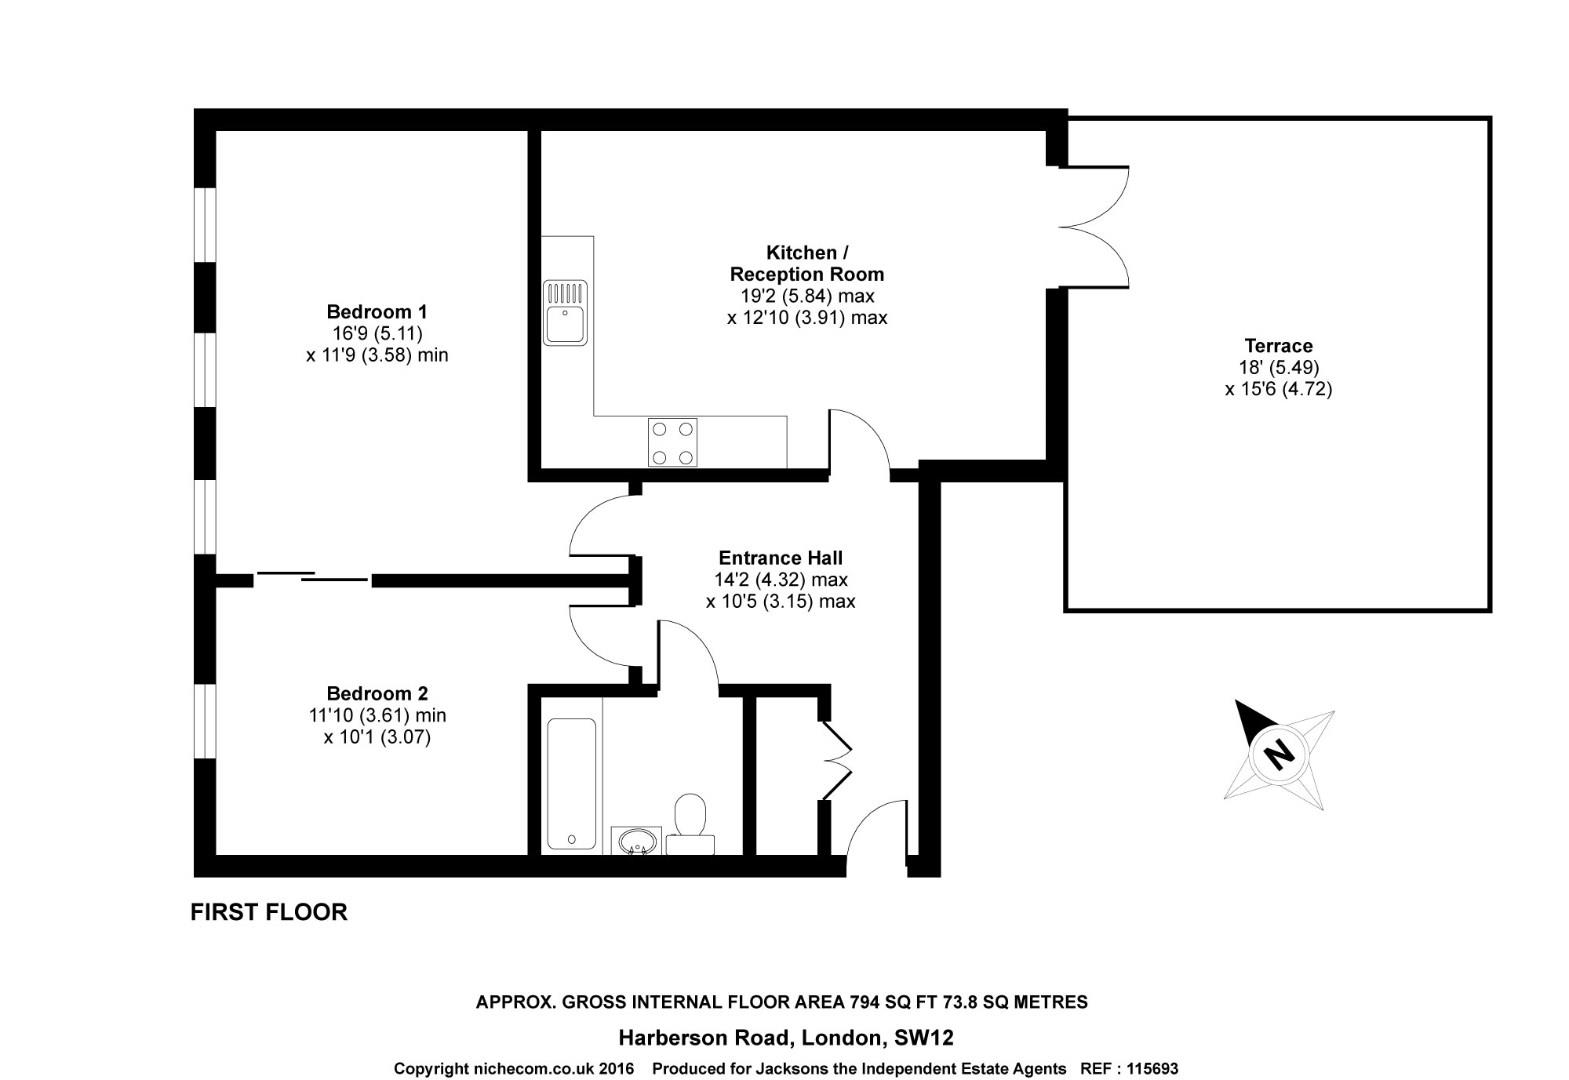 Kitchen /
Reception Room
19'2 (5.84) max
x 12'10 (3.91) max
Bedroom 1
16'9 (5.11)
x 11'9 (3.58) min
Terrace
18' (5.49)
x 15'6 (4.72)
Entrance Hall
14'2 (4.32) max
x 10'5 (3.15) max
Bedroom 2
11'10 (3.61) min
x 10'1 (3.07)
N
FIRST FLOOR
APPROX. GROSS INTERNAL FLOOR AREA 794 SQ FT 73.8 SQ METRES
Harberson Road, London, SW12
Copyright nichecom.co.uk 2016 Produced for Jacksons the Independent Estate Agents REF : 115693